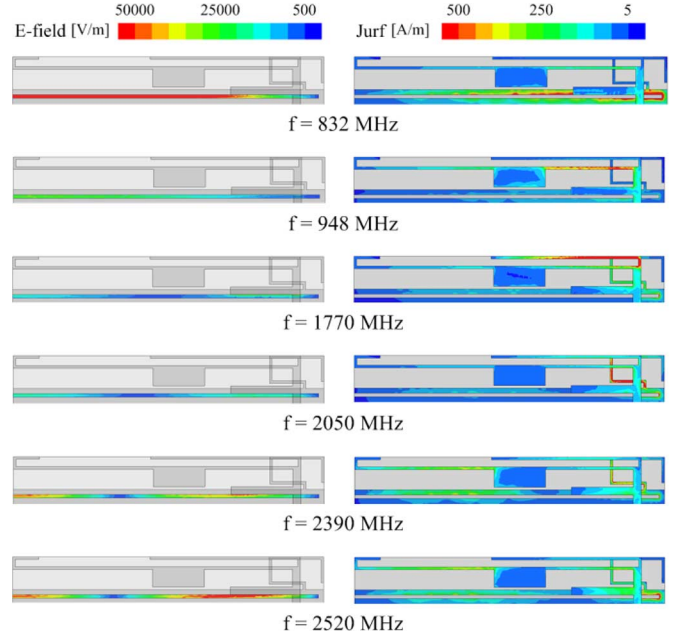 50000 25000 500 500 250 5
E-field [V/m] Jurf [A/m]
f = 832 MHz
f = 948 MHz
f = 1770 MHz
f = 2050 MHz
f = 2390 MHz
f = 2520 MHz